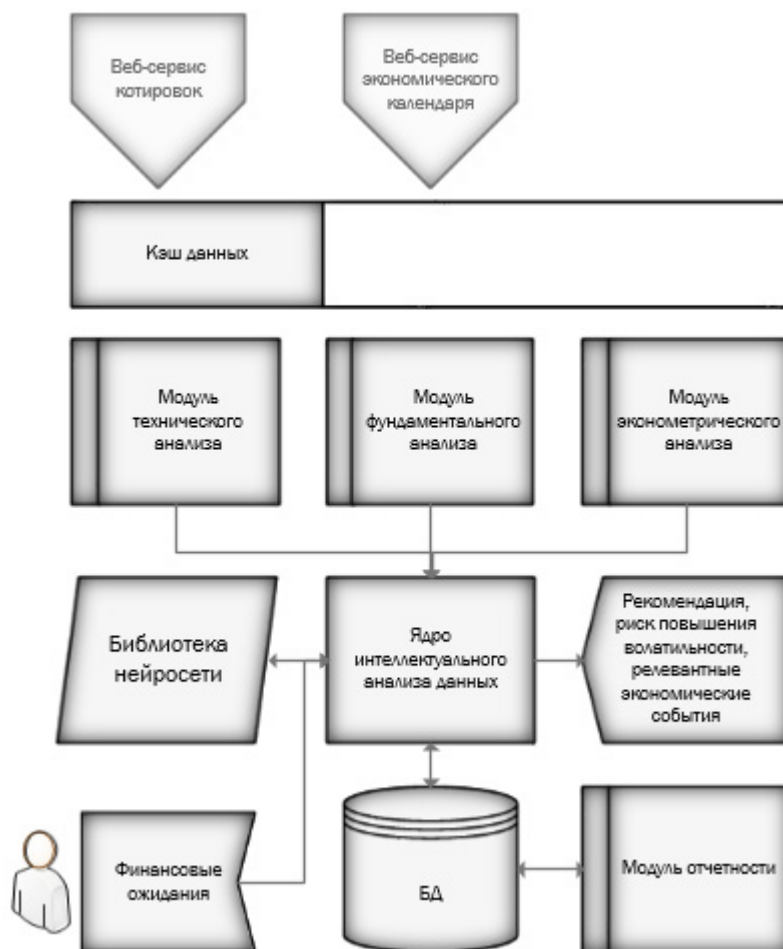 Веб-сервис
котировок
Веб-сервис
экономического
календаря
Кэш данных
Модуль
технического
анализа
Модуль
фундаментального
анализа
Модуль
эконометрического
анализа
Библиотека
нейросети
Ядро
интеллектуального
анализа данных
Рекомендация,
риск повышения
волатильности,
релевантные
экономические
события
Финансовые
ожидания
БД
Модуль отчетности